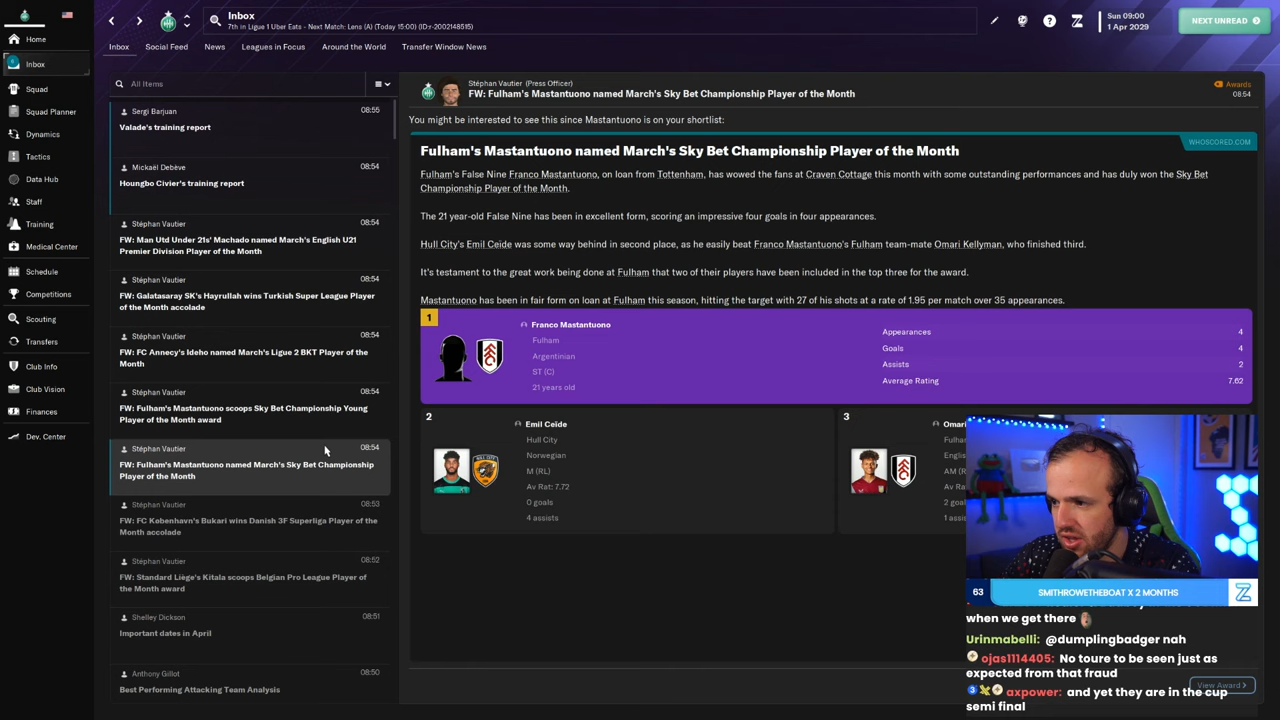 Inbox
7th in Ligue 1 Uber Eats - Next Match: Lens (A) (Today 15:00) (ID:r-2002148515)
Sun 09:00
1 Apr 2029
NEXT UNREAD
Home
Inbox
Squad
Squad Planner
Dynamics
Tactics
Data Hub
Staff
Training
Medical Center
Schedule
Competitions
Scouting
Transfers
Club Info
Club Vision
Finances
Dev. Center
Inbox Social Feed News Leagues in Focus Around the World Transfer Window News
All Items
Sergi Barjuan 08:55
Valade's training report
Mickaël Debève 08:54
Houngbo Civier's training report
Stéphan Vautier 08:54
FW: Man Utd Under 21s' Machado named March's English U21
Premier Division Player of the Month
Stéphan Vautier 08:54
FW: Galatasaray SK's Hayrullah wins Turkish Super League Player
of the Month accolade
Stéphan Vautier 08:54
FW: FC Annecy's Ideho named March's Ligue 2 BKT Player of the
Month
Stéphan Vautier 08:54
FW: Fulham's Mastantuono scoops Sky Bet Championship Young
Player of the Month award
Stéphan Vautier 08:54
FW: Fulham's Mastantuono named March's Sky Bet Championship
Player of the Month
Stéphan Vautier 08:53
FW: FC København's Bukari wins Danish 3F Superliga Player of the
Month accolade
Stéphan Vautier 08:52
FW: Standard Liège's Kitala scoops Belgian Pro League Player of
the Month award
Shelley Dickson 08:51
Important dates in April
Anthony Gillot 08:50
Best Performing Attacking Team Analysis
Stéphan Vautier (Press Officer)
FW: Fulham's Mastantuono named March's Sky Bet Championship Player of the Month
Awards
08:54
You might be interested to see this since Mastantuono is on your shortlist:
WHOSCORED.COM
Fulham's Mastantuono named March's Sky Bet Championship Player of the Month
Fulham's False Nine Franco Mastantuono, on loan from Tottenham, has wowed the fans at Craven Cottage this month with some outstanding performances and has duly won the Sky Bet
Championship Player of the Month.
The 21 year-old False Nine has been in excellent form, scoring an impressive four goals in four appearances.
Hull City's Emil Ceide was some way behind in second place, as he easily beat Franco Mastantuono's Fulham team-mate Omari Kellyman, who finished third.
It's testament to the great work being done at Fulham that two of their players have been included in the top three for the award.
Mastantuono has been in fair form on loan at Fulham this season, hitting the target with 27 of his shots at a rate of 1.95 per match over 35 appearances.
1
Franco Mastantuono
Fulham
Argentinian
ST (C)
21 years old
Appearances 4
Goals 4
Assists 2
Average Rating 7.62
2
Emil Ceide
Hull City
Norwegian
M (RL)
Av Rat: 7.72
0 goals
4 assists
3
View Award
63 SMITHROWETHEBOAT X 2 MONTHS
when we get there
Urinmabelli: @dumplingbadger nah
ojas1114405: No toure to be seen just as
expected from that fraud
axpower: and yet they are in the cup
semi final